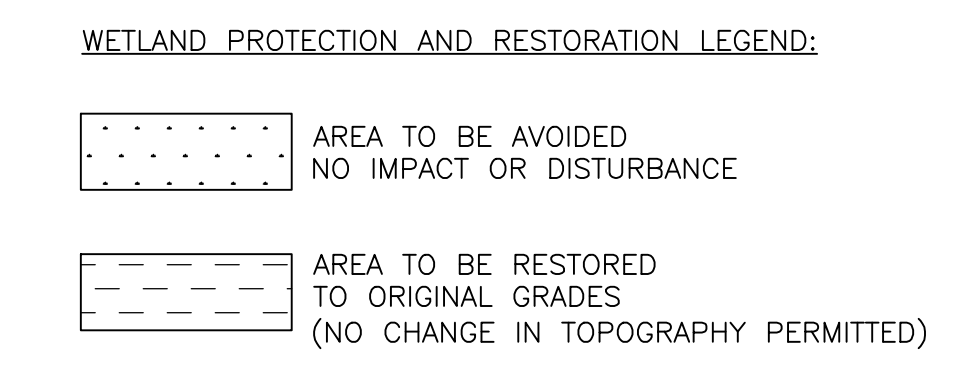 WETLAND PROTECTION AND RESTORATION LEGEND:
AREA TO BE AVOIDED
NO IMPACT OR DISTURBANCE
AREA TO BE RESTORED
TO ORIGINAL GRADES
(NO CHANGE IN TOPOGRAPHY PERMITTED)